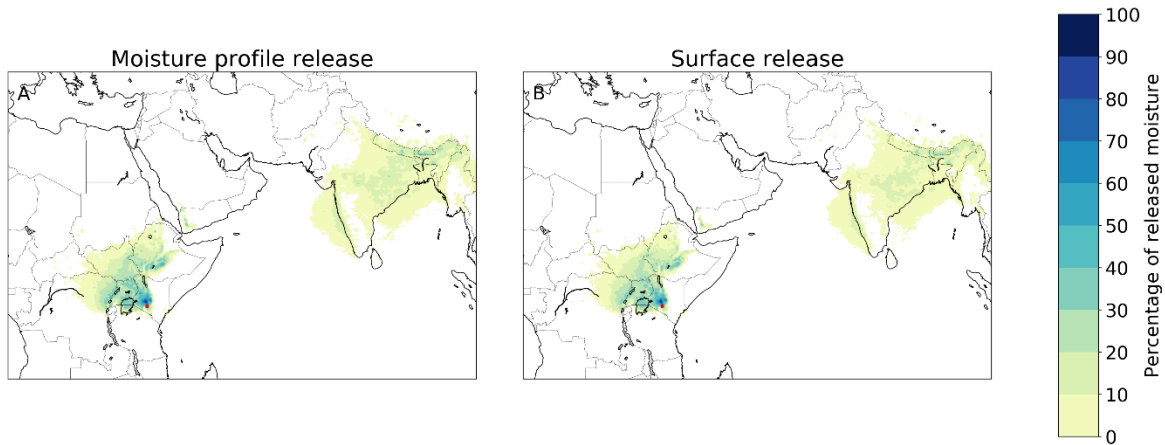 Moisture profile release
A
Surface release
B
100
90
80
70
60
50
40
30
20
10
0
Percentage of released moisture